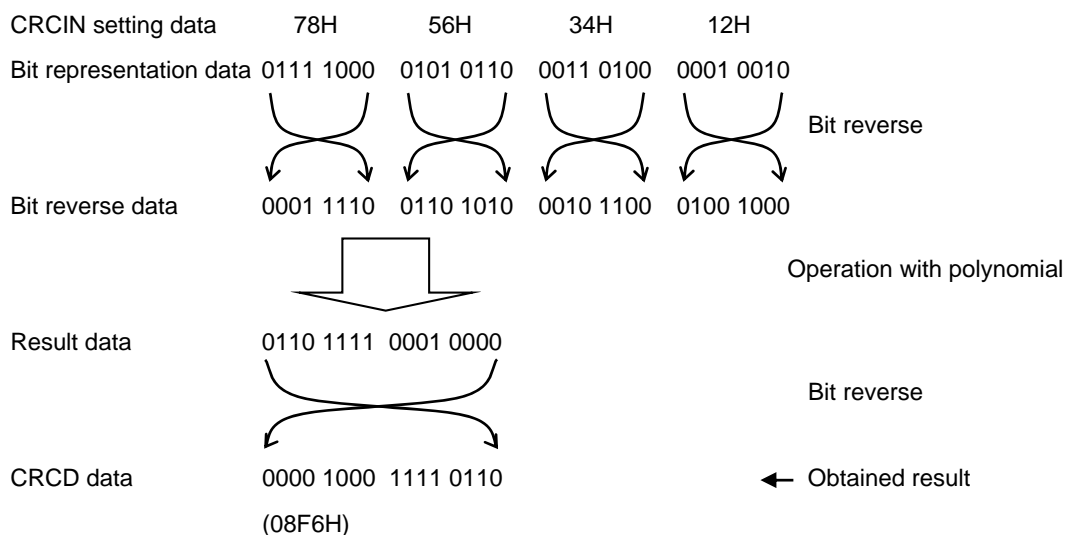 CRCIN setting data 78H 56H 34H 12H
Bit representation data 0111 1000 0101 0110 0011 0100 0001 0010
Bit reverse
Bit reverse data 0001 1110 0110 1010 0010 1100 0100 1000
Operation with polynomial
Result data 0110 1111 0001 0000
Bit reverse
CRCD data 0000 1000 1111 0110 Obtained result
(08F6H)